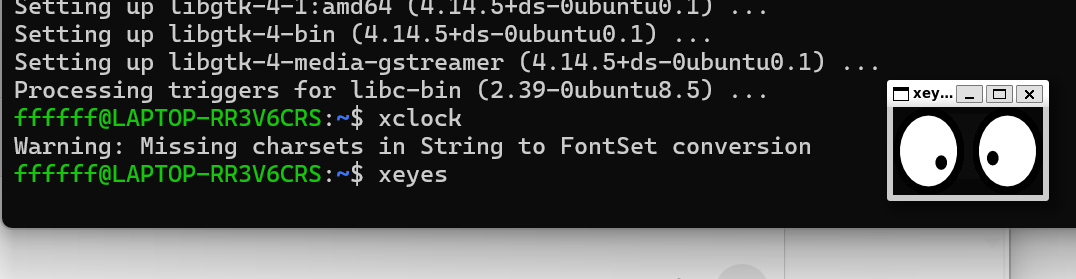 Setting up libgtk-4-1:amd64 (4.14.5+ds-0ubuntu0.1) ...
Setting up libgtk-4-bin (4.14.5+ds-0ubuntu0.1) ...
Setting up libgtk-4-media-gstreamer (4.14.5+ds-0ubuntu0.1) ...
Processing triggers for libc-bin (2.39-0ubuntu8.5) ...
ffffff@LAPTOP-RR3V6CRS:~$ xclock
Warning: Missing charsets in String to FontSet conversion
ffffff@LAPTOP-RR3V6CRS:~$ xeyes
xey...